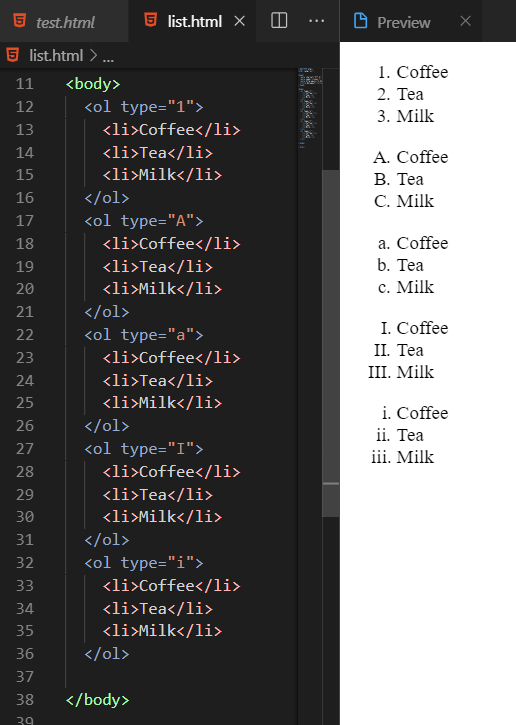 test.html list.html ··· Preview
list.html > ...
11 <body>
12 <ol type="1">
13 <li>Coffee</li>
14 <li>Tea</li>
15 <li>Milk</li>
16 </ol>
17 <ol type="A">
18 <li>Coffee</li>
19 <li>Tea</li>
20 <li>Milk</li>
21 </ol>
22 <ol type="a">
23 <li>Coffee</li>
24 <li>Tea</li>
25 <li>Milk</li>
26 </ol>
27 <ol type="I">
28 <li>Coffee</li>
29 <li>Tea</li>
30 <li>Milk</li>
31 </ol>
32 <ol type="i">
33 <li>Coffee</li>
34 <li>Tea</li>
35 <li>Milk</li>
36 </ol>
37
38 </body>
39
1. Coffee
2. Tea
3. Milk
A. Coffee
B. Tea
C. Milk
a. Coffee
b. Tea
c. Milk
I. Coffee
II. Tea
III. Milk
i. Coffee
ii. Tea
iii. Milk